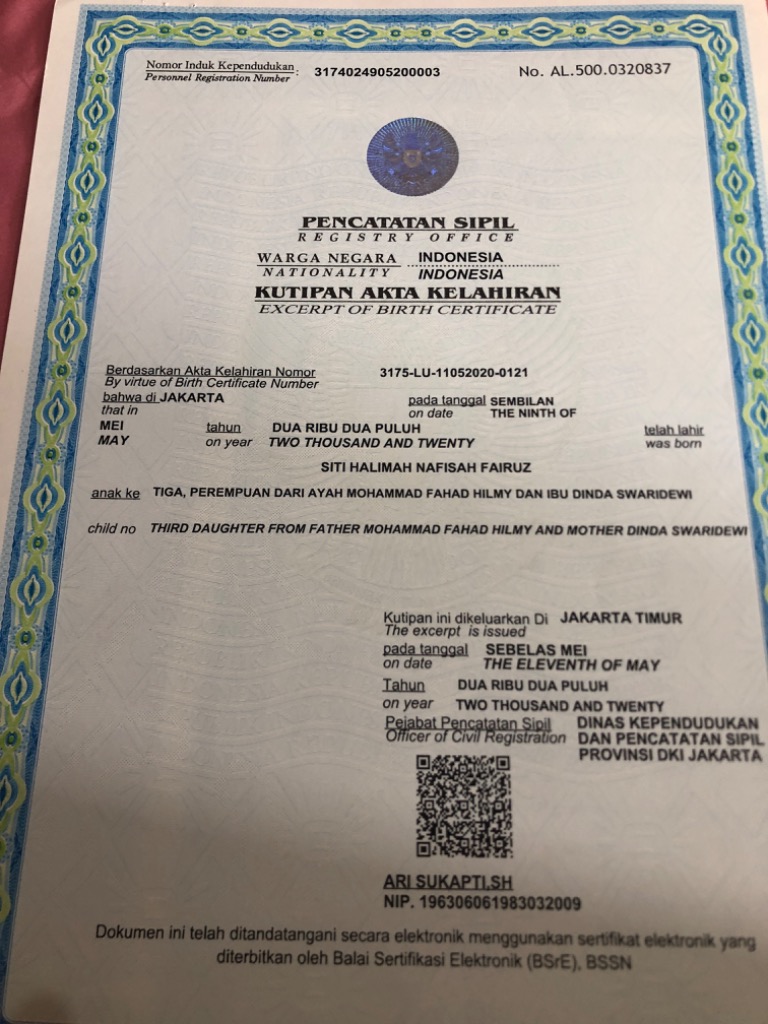 Nomor Induk Kependudukan : 3174024905200003 No. AL.500.0320837
Personnel Registration Number
PENCATATAN SIPIL
REGISTRY OFFICE
WARGA NEGARA INDONESIA
NATIONALITY INDONESIA
KUTIPAN AKTA KELAHIRAN
EXCERPT OF BIRTH CERTIFICATE
Berdasarkan Akta Kelahiran Nomor 3175-LU-11052020-0121
By virtue of Birth Certificate Number
bahwa di JAKARTA pada tanggal SEMBILAN
that in on date THE NINTH OF
MEI tahun DUA RIBU DUA PULUH telah lahir
MAY on year TWO THOUSAND AND TWENTY was born
SITI HALIMAH NAFISAH FAIRUZ
anak ke TIGA, PEREMPUAN DARI AYAH MOHAMMAD FAHAD HILMY DAN IBU DINDA SWARIDEWI
child no THIRD DAUGHTER FROM FATHER MOHAMMAD FAHAD HILMY AND MOTHER DINDA SWARIDEWI
Kutipan ini dikeluarkan Di JAKARTA TIMUR
The excerpt is issued
pada tanggal SEBELAS MEI
on date THE ELEVENTH OF MAY
Tahun DUA RIBU DUA PULUH
on year TWO THOUSAND AND TWENTY
Pejabat Pencatatan Sipil DINAS KEPENDUDUKAN
Officer of Civil Registration DAN PENCATATAN SIPIL
PROVINSI DKI JAKARTA
ARI SUKAPTI,SH
NIP. 196306061983032009
Dokumen ini telah ditandatangani secara elektronik menggunakan sertifikat elektronik yang
diterbitkan oleh Balai Sertifikasi Elektronik (BSrE), BSSN